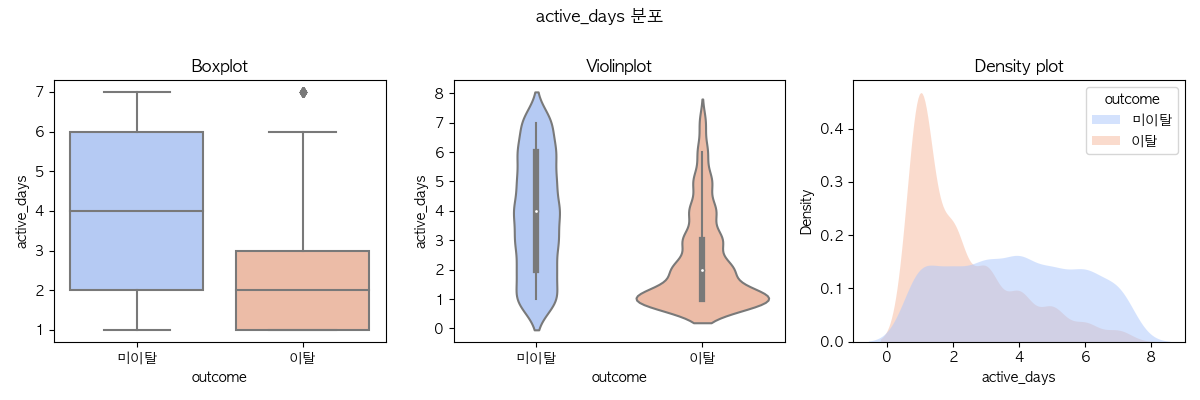 active_days 분포
Boxplot
7
6
5
4
3
2
1
active_days
미이탈
이탈
outcome
Violinplot
8
7
6
5
4
3
2
1
0
active_days
미이탈
이탈
outcome
Density plot
outcome
미이탈
이탈
0.4
0.3
0.2
0.1
0.0
Density
0
2
4
6
8
active_days